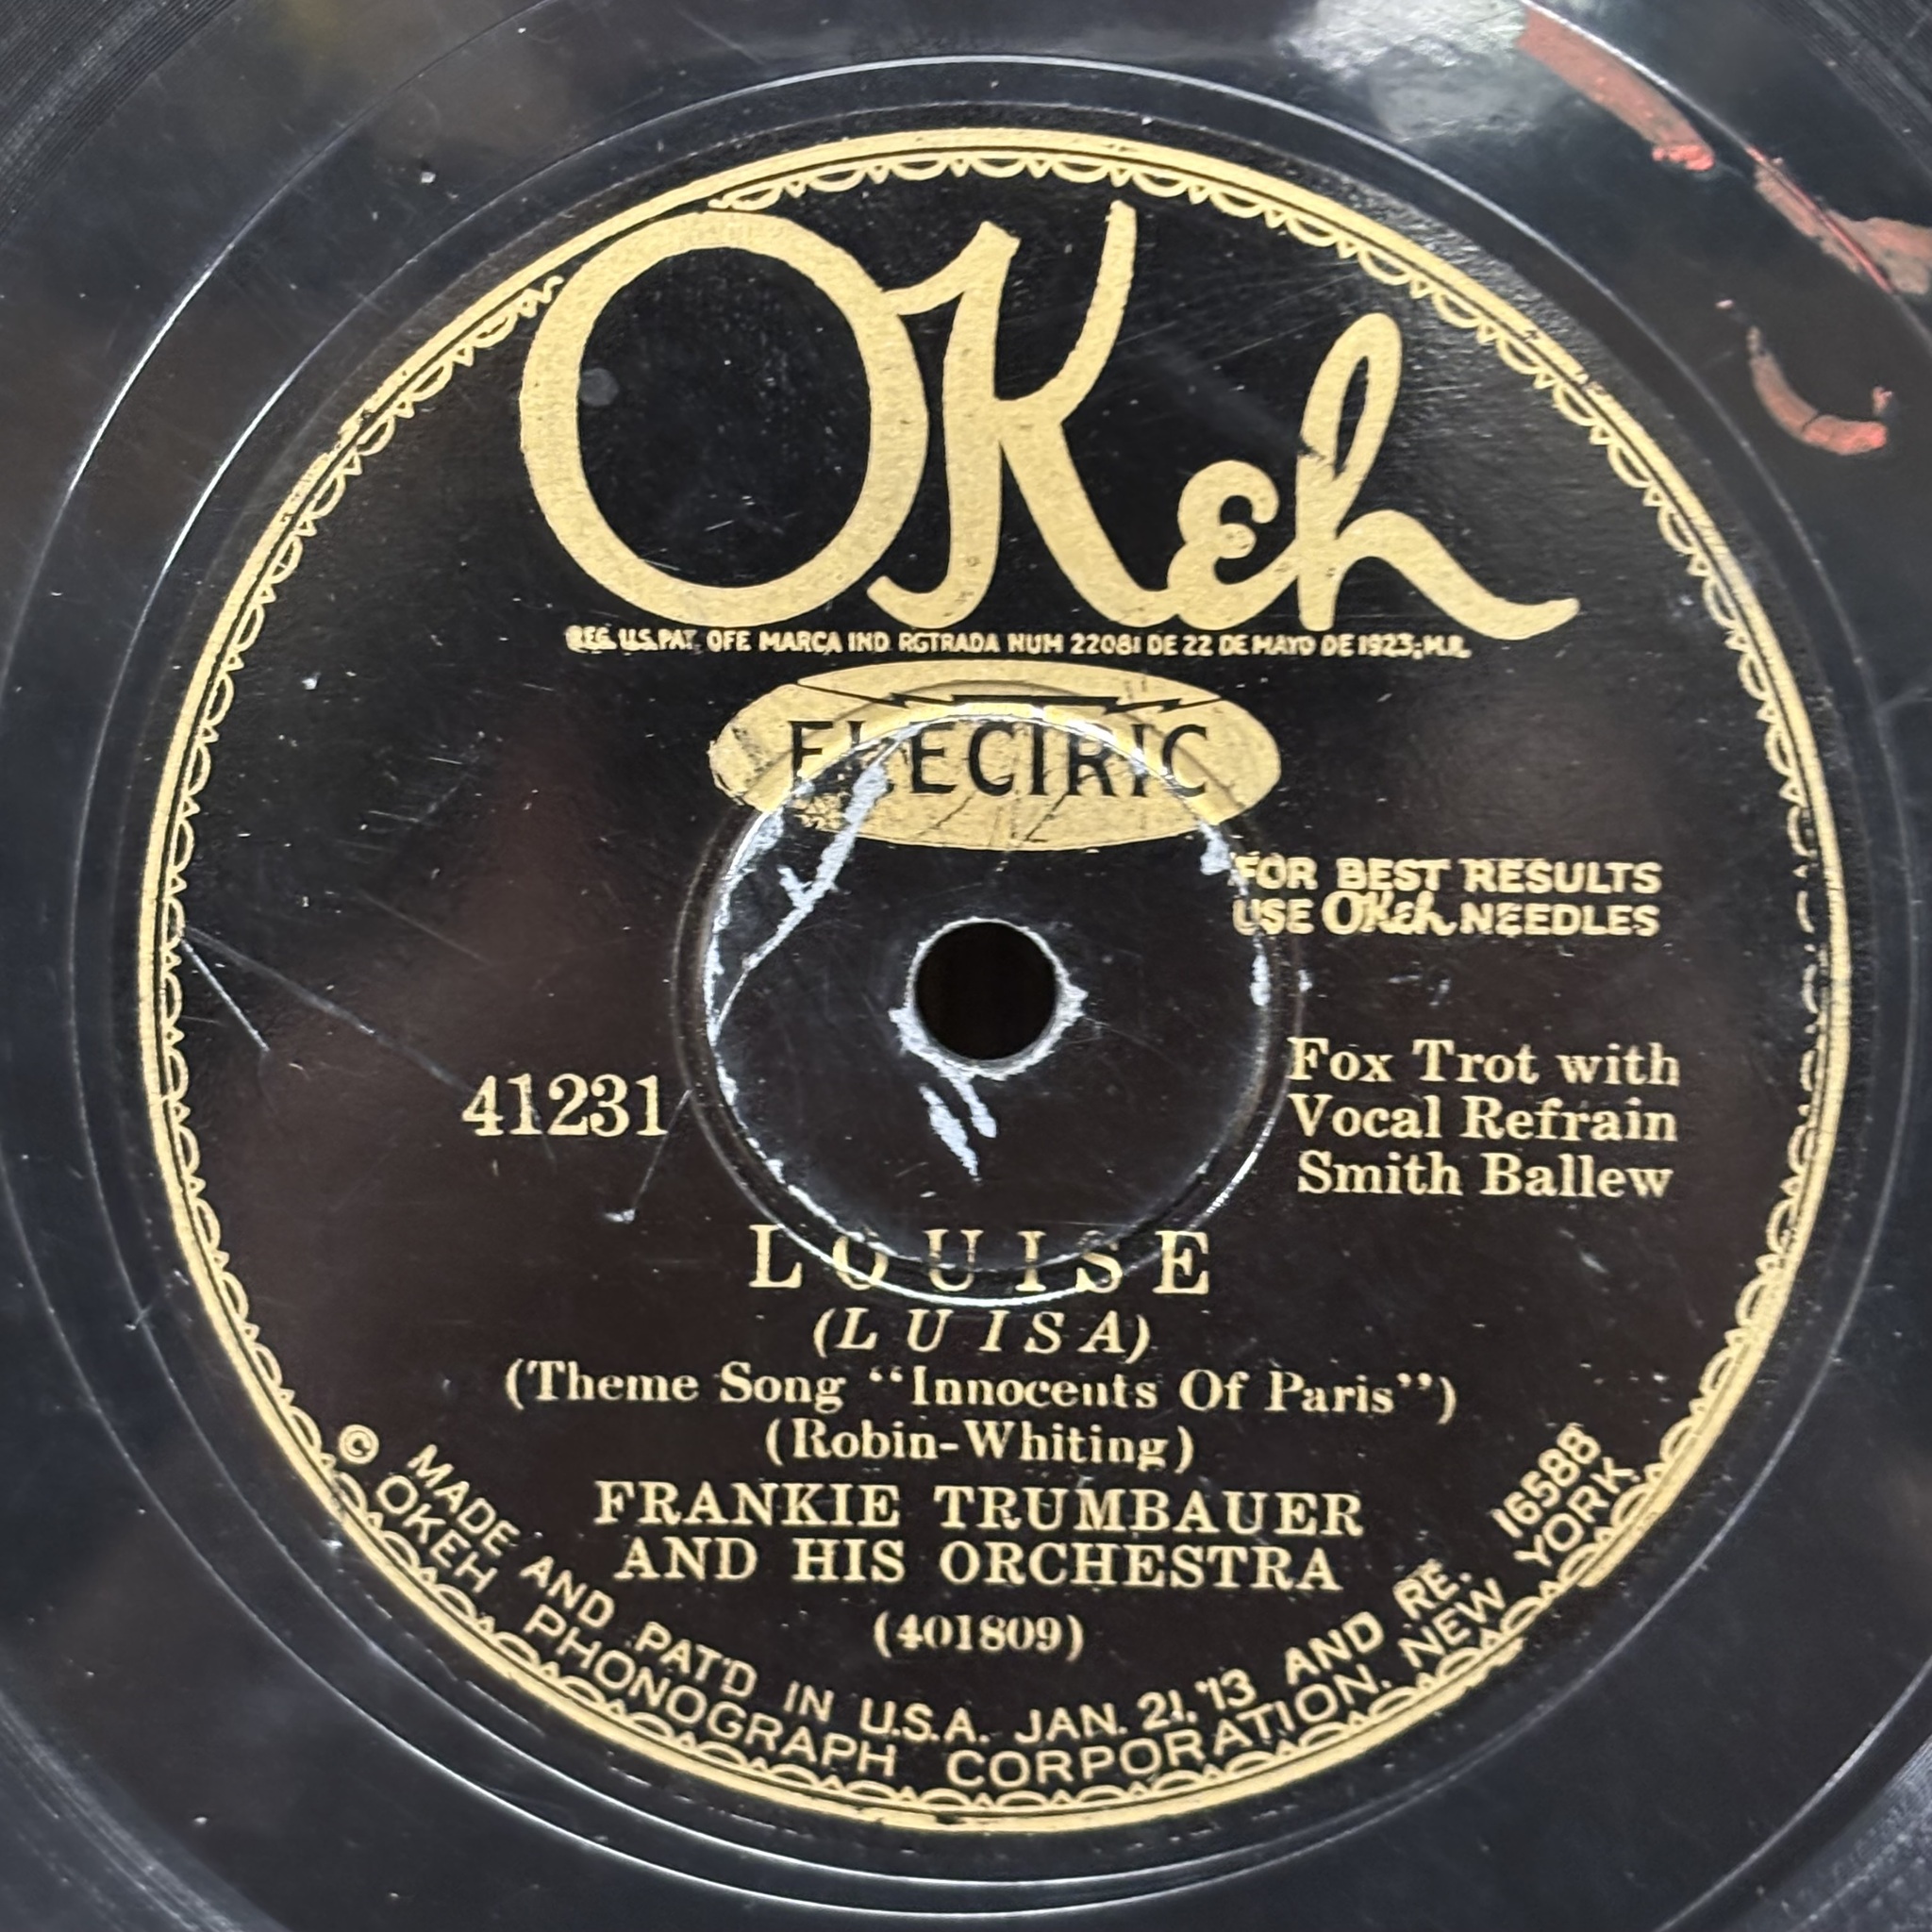 OKeh
REG. U.S. PAT. OFF. MARCA IND. RGTRADA NUM 22081 DE 22 DE MAYO DE 1923, M.R.
ELECTRIC
FOR BEST RESULTS
USE OKeh NEEDLES
41231
Fox Trot with
Vocal Refrain
Smith Ballew
LOUISE
(LUISA)
(Theme Song “Innocents Of Paris”)
(Robin-Whiting)
FRANKIE TRUMBAUER
AND HIS ORCHESTRA
(401809)
MADE AND PAT'D IN U.S.A. JAN. 21, '13 AND RE. 16588
© OKEH PHONOGRAPH CORPORATION. NEW YORK